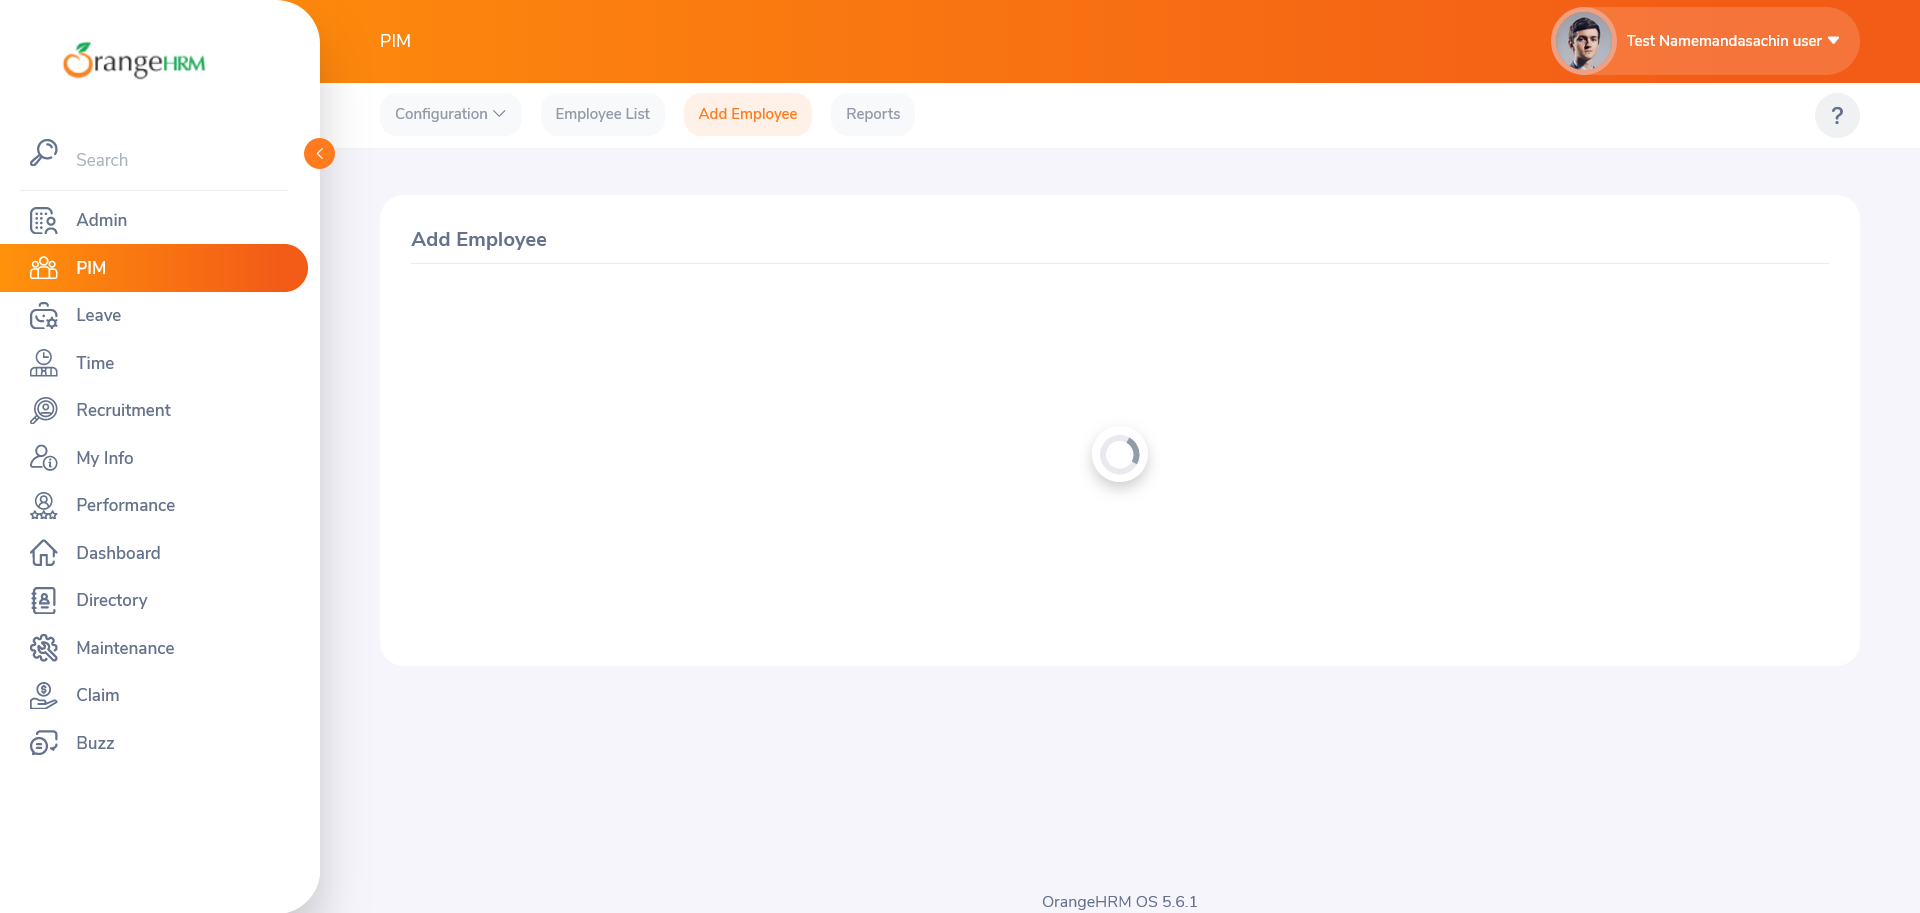 OrangeHRM
Search
Admin
PIM
Leave
Time
Recruitment
My Info
Performance
Dashboard
Directory
Maintenance
Claim
Buzz
PIM
Test Namemandasachin user
Configuration
Employee List
Add Employee
Reports
?
Add Employee
OrangeHRM OS 5.6.1